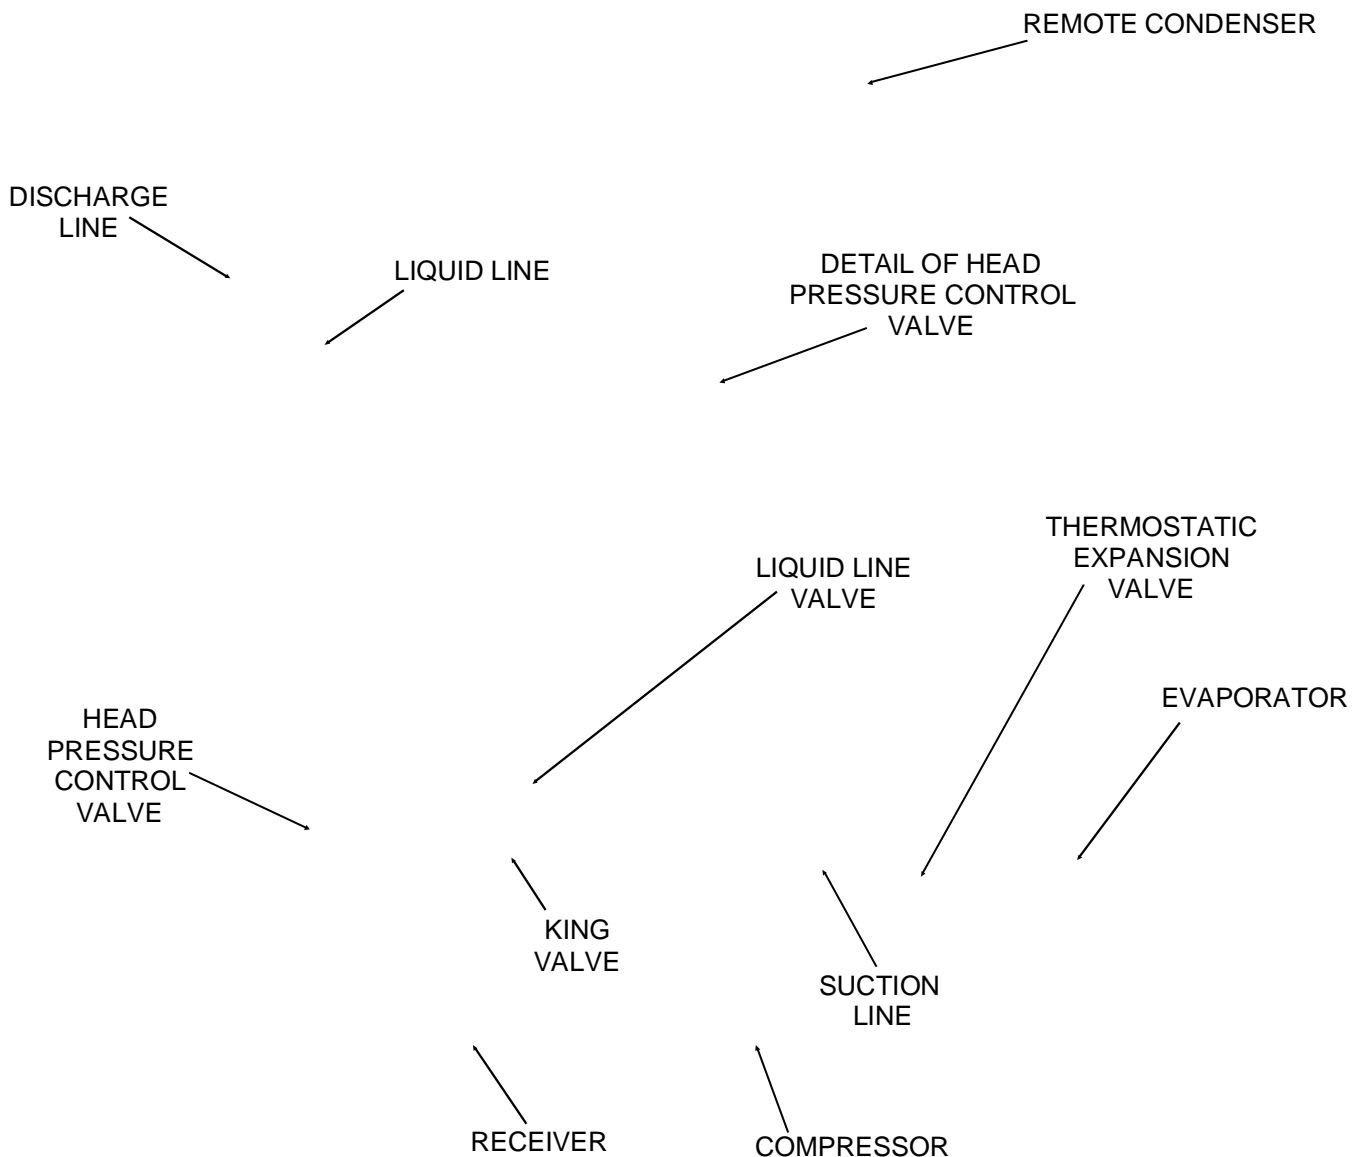 REMOTE CONDENSER
DISCHARGE
LINE
LIQUID LINE
DETAIL OF HEAD
PRESSURE CONTROL
VALVE
THERMOSTATIC
EXPANSION
VALVE
LIQUID LINE
VALVE
EVAPORATOR
HEAD
PRESSURE
CONTROL
VALVE
KING
VALVE
SUCTION
LINE
RECEIVER
COMPRESSOR